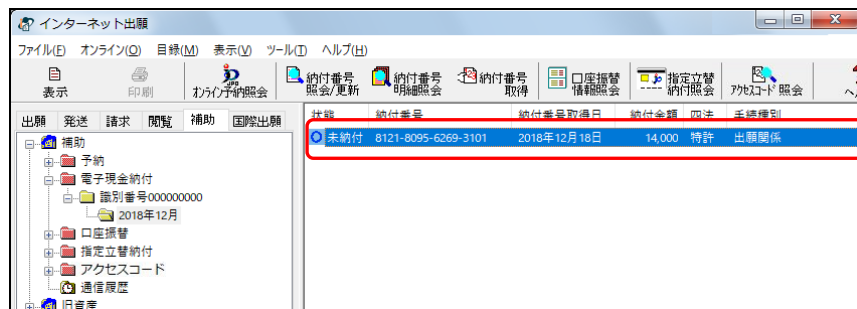 インターネット出願
ファイル(F) オンライン(O) 目録(M) 表示(V) ツール(T) ヘルプ(H)
表示 印刷 オンライン予納照会 納付番号照会/更新 納付番号明細照会 納付番号取得 口座振替情報照会 指定立替納付照会 アクセスコード照会
出願 発送 請求 閲覧 補助 国際出願
状態 納付番号 納付番号取得日 納付金額 四法 手続種別
未納付 8121-8095-6269-3101 2018年12月18日 14,000 特許 出願関係
補助
予納
電子現金納付
識別番号000000000
2018年12月
口座振替
指定立替納付
アクセスコード
通信履歴
旧資産